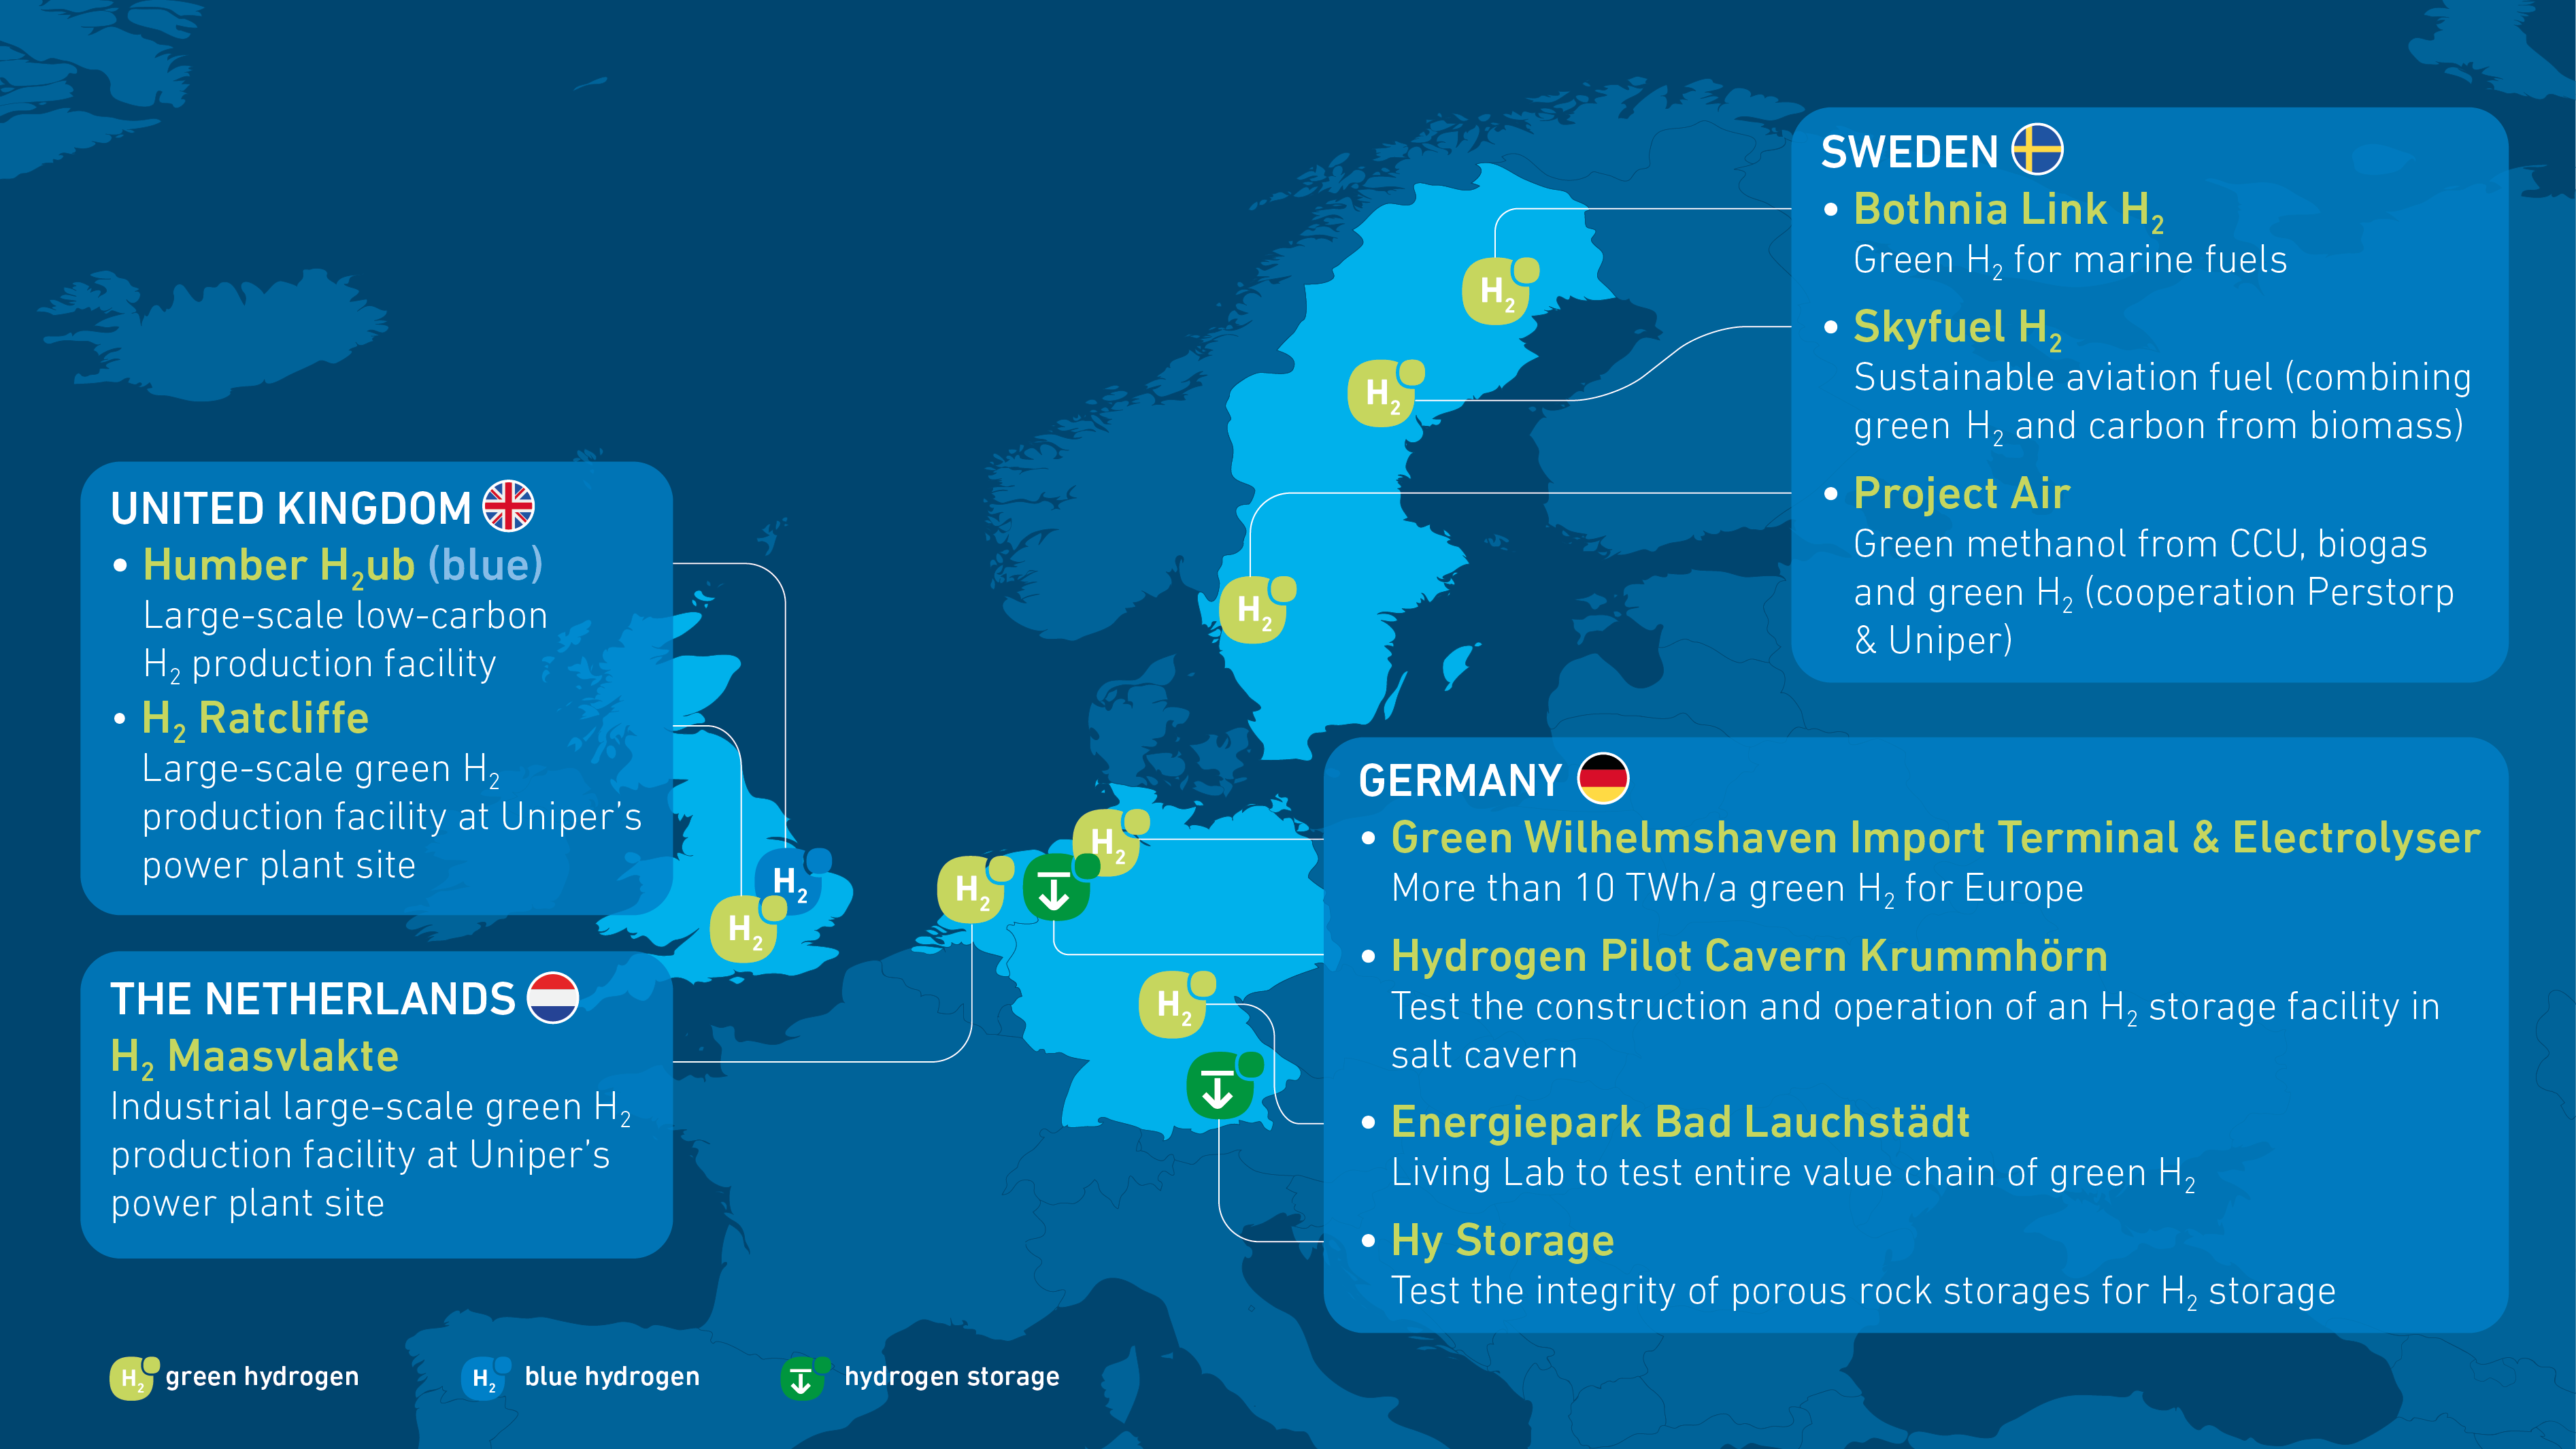 SWEDEN
• Bothnia Link H₂
Green H₂ for marine fuels
• Skyfuel H₂
Sustainable aviation fuel (combining
green H₂ and carbon from biomass)
• Project Air
Green methanol from CCU, biogas
and green H₂ (cooperation Perstorp
& Uniper)
UNITED KINGDOM
• Humber H₂ub (blue)
Large-scale low-carbon
H₂ production facility
• H₂ Ratcliffe
Large-scale green H₂
production facility at Uniper's
power plant site
THE NETHERLANDS
H₂ Maasvlakte
Industrial large-scale green H₂
production facility at Uniper's
power plant site
GERMANY
• Green Wilhelmshaven Import Terminal & Electrolyser
More than 10 TWh/a green H₂ for Europe
• Hydrogen Pilot Cavern Krummhörn
Test the construction and operation of an H₂ storage facility in
salt cavern
• Energiepark Bad Lauchstädt
Living Lab to test entire value chain of green H₂
• Hy Storage
Test the integrity of porous rock storages for H₂ storage
H₂
H₂
H₂
H₂
H₂
H₂
H₂
H₂
H₂ green hydrogen
H₂ blue hydrogen
hydrogen storage